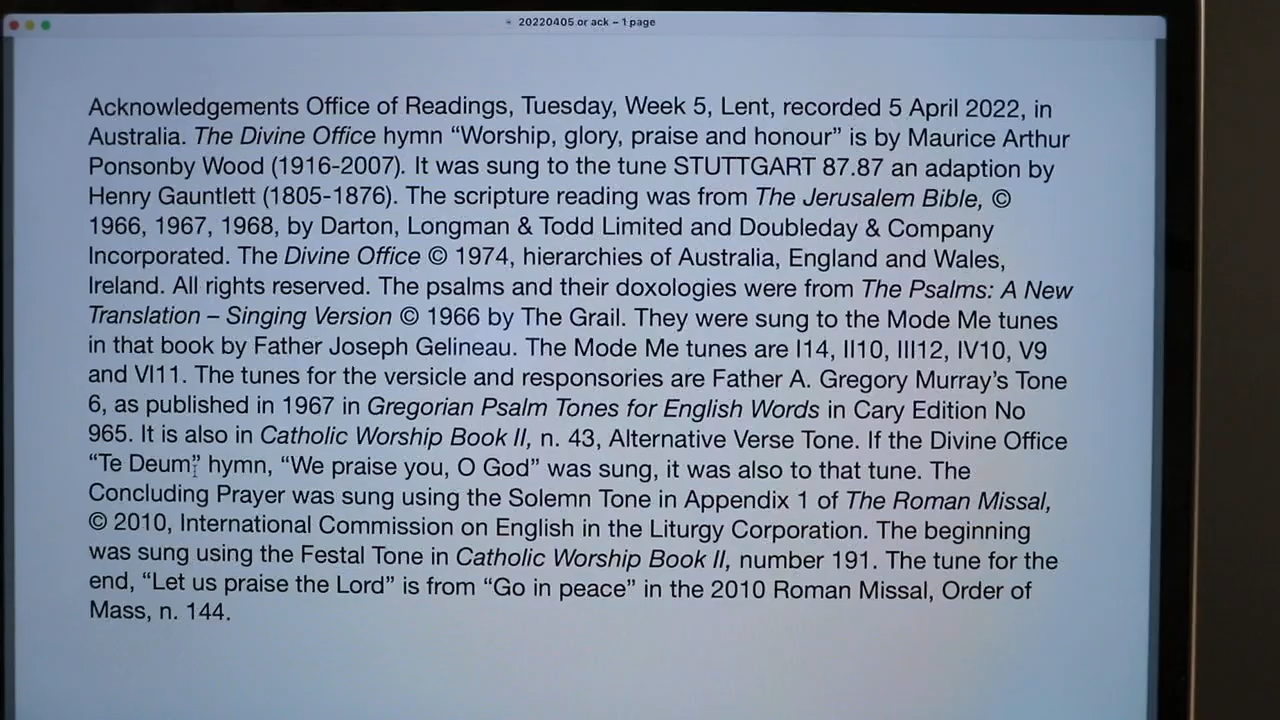 20220405.or ack – 1 page
Acknowledgements Office of Readings, Tuesday, Week 5, Lent, recorded 5 April 2022, in
Australia. The Divine Office hymn “Worship, glory, praise and honour” is by Maurice Arthur
Ponsonby Wood (1916-2007). It was sung to the tune STUTTGART 87.87 an adaption by
Henry Gauntlett (1805-1876). The scripture reading was from The Jerusalem Bible, ©
1966, 1967, 1968, by Darton, Longman & Todd Limited and Doubleday & Company
Incorporated. The Divine Office © 1974, hierarchies of Australia, England and Wales,
Ireland. All rights reserved. The psalms and their doxologies were from The Psalms: A New
Translation – Singing Version © 1966 by The Grail. They were sung to the Mode Me tunes
in that book by Father Joseph Gelineau. The Mode Me tunes are I14, II10, III12, IV10, V9
and VI11. The tunes for the versicle and responsories are Father A. Gregory Murray’s Tone
6, as published in 1967 in Gregorian Psalm Tones for English Words in Cary Edition No
965. It is also in Catholic Worship Book II, n. 43, Alternative Verse Tone. If the Divine Office
“Te Deum” hymn, “We praise you, O God” was sung, it was also to that tune. The
Concluding Prayer was sung using the Solemn Tone in Appendix 1 of The Roman Missal,
© 2010, International Commission on English in the Liturgy Corporation. The beginning
was sung using the Festal Tone in Catholic Worship Book II, number 191. The tune for the
end, “Let us praise the Lord” is from “Go in peace” in the 2010 Roman Missal, Order of
Mass, n. 144.